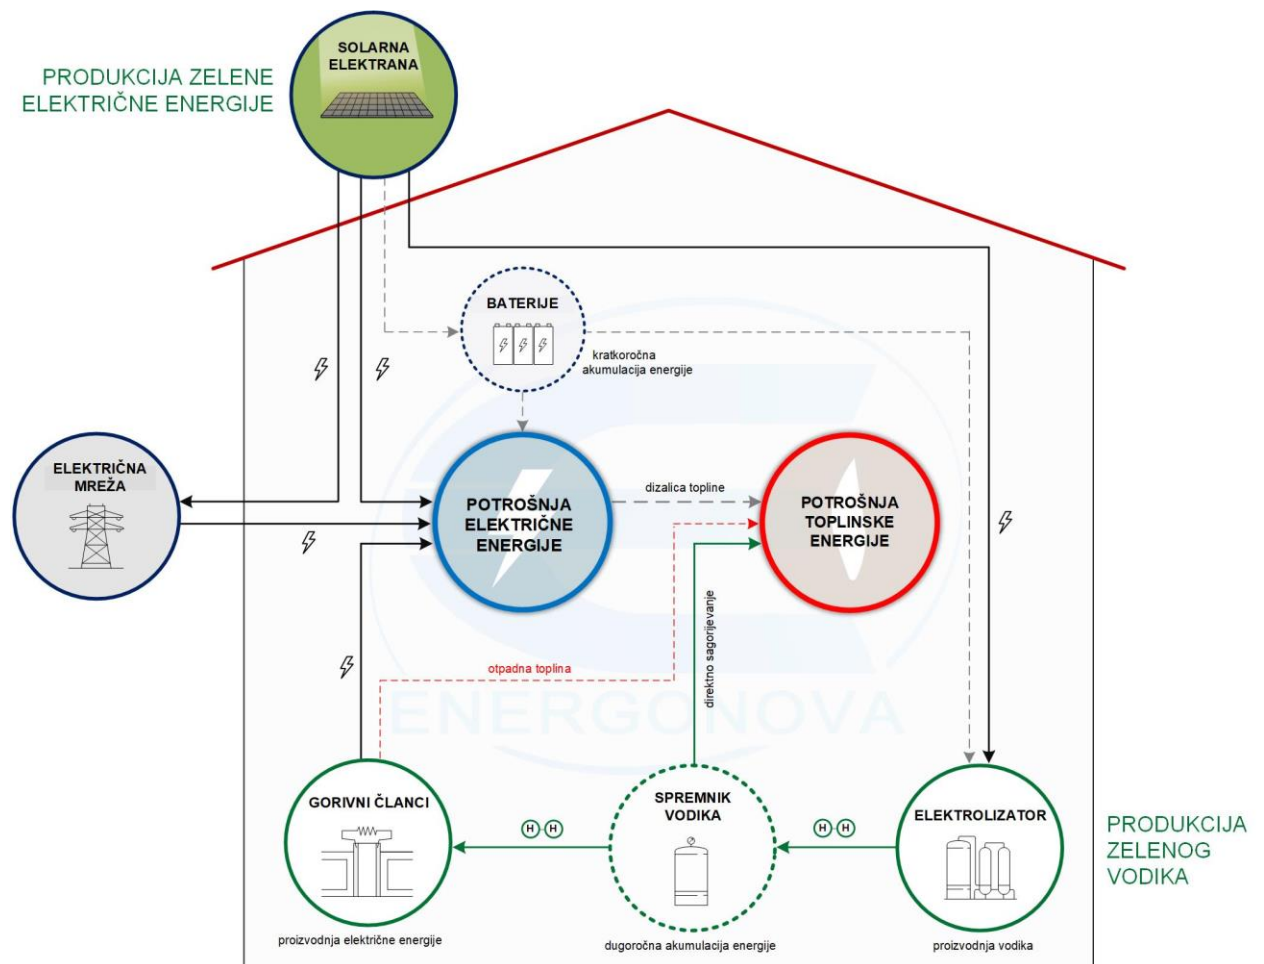 SOLARNA
ELEKTRANA
PRODUKCIJA ZELENE
ELEKTRIČNE ENERGIJE
BATERIJE
kratkoročna
akumulacija energije
ELEKTRIČNA
MREŽA
POTROŠNJA
ELEKTRIČNE
ENERGIJE
dizalica topline
POTROŠNJA
TOPLINSKE
ENERGIJE
direktno sagorijevanje
otpadna toplina
ENERGONOVA
GORIVNI ČLANCI
proizvodnja električne energije
H H
SPREMNIK
VODIKA
dugoročna akumulacija energije
H H
ELEKTROLIZATOR
proizvodnja vodika
PRODUKCIJA
ZELENOG
VODIKA